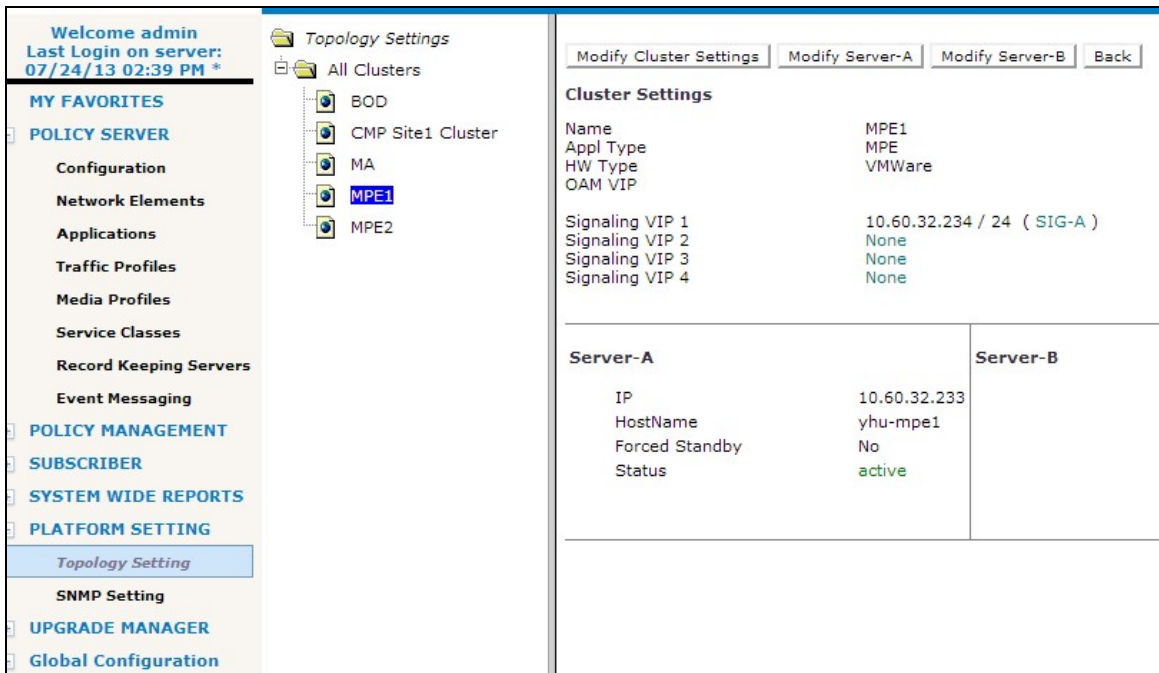 Welcome admin
Last Login on server:
07/24/13 02:39 PM *
MY FAVORITES
POLICY SERVER
Configuration
Network Elements
Applications
Traffic Profiles
Media Profiles
Service Classes
Record Keeping Servers
Event Messaging
POLICY MANAGEMENT
SUBSCRIBER
SYSTEM WIDE REPORTS
PLATFORM SETTING
Topology Setting
SNMP Setting
UPGRADE MANAGER
Global Configuration
Topology Settings
All Clusters
BOD
CMP Site1 Cluster
MA
MPE1
MPE2
Modify Cluster Settings Modify Server-A Modify Server-B Back
Cluster Settings
Name MPE1
Appl Type MPE
HW Type VMWare
OAM VIP
Signaling VIP 1 10.60.32.234 / 24 ( SIG-A )
Signaling VIP 2 None
Signaling VIP 3 None
Signaling VIP 4 None
Server-A
IP 10.60.32.233
HostName yhu-mpe1
Forced Standby No
Status active
Server-B